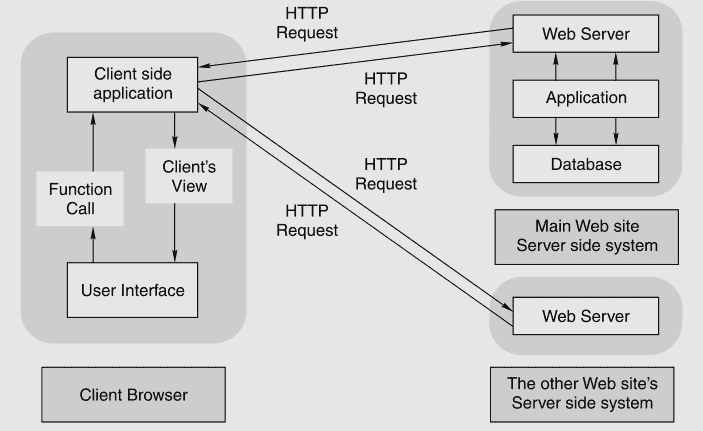 HTTP
Request
Web Server
Client side
application
HTTP
Request
Application
Client's
View
HTTP
Request
Database
Function
Call
HTTP
Request
Main Web site
Server side system
User Interface
Web Server
Client Browser
The other Web site's
Server side system